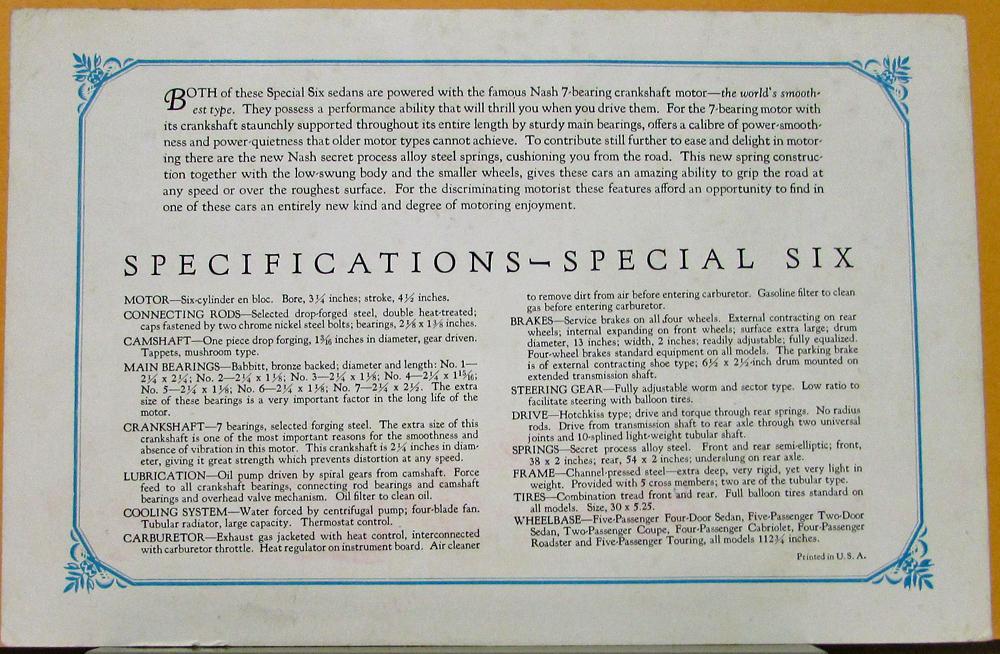 BOTH of these Special Six sedans are powered with the famous Nash 7-bearing crankshaft motor—the world's smooth-
est type. They possess a performance ability that will thrill you when you drive them. For the 7-bearing motor with
its crankshaft staunchly supported throughout its entire length by sturdy main bearings, offers a calibre of power-smooth-
ness and power-quietness that older motor types cannot achieve. To contribute still further to ease and delight in motor-
ing there are the new Nash secret process alloy steel springs, cushioning you from the road. This new spring construc-
tion together with the low-swung body and the smaller wheels, gives these cars an amazing ability to grip the road at
any speed or over the roughest surface. For the discriminating motorist these features afford an opportunity to find in
one of these cars an entirely new kind and degree of motoring enjoyment.
SPECIFICATIONS—SPECIAL SIX
MOTOR—Six-cylinder en bloc. Bore, 3¼ inches; stroke, 4½ inches.
CONNECTING RODS—Selected drop-forged steel, double heat-treated;
caps fastened by two chrome nickel steel bolts; bearings, 2⅛ x 1⅜ inches.
CAMSHAFT—One piece drop forging, 1 3/16 inches in diameter, gear driven.
Tappets, mushroom type.
MAIN BEARINGS—Babbitt, bronze backed; diameter and length: No. 1—
2¼ x 2¼; No. 2—2¼ x 1⅛; No. 3—2¼ x 1⅛; No. 4—2¼ x 1 15/16;
No. 5—2¼ x 1⅛; No. 6—2¼ x 1⅛; No. 7—2¼ x 2½. The extra
size of these bearings is a very important factor in the long life of the
motor.
CRANKSHAFT—7 bearings, selected forging steel. The extra size of this
crankshaft is one of the most important reasons for the smoothness and
absence of vibration in this motor. This crankshaft is 2¼ inches in diam-
eter, giving it great strength which prevents distortion at any speed.
LUBRICATION—Oil pump driven by spiral gears from camshaft. Force
feed to all crankshaft bearings, connecting rod bearings and camshaft
bearings and overhead valve mechanism. Oil filter to clean oil.
COOLING SYSTEM—Water forced by centrifugal pump; four-blade fan.
Tubular radiator, large capacity. Thermostat control.
CARBURETOR—Exhaust gas jacketed with heat control, interconnected
with carburetor throttle. Heat regulator on instrument board. Air cleaner
to remove dirt from air before entering carburetor. Gasoline filter to clean
gas before entering carburetor.
BRAKES—Service brakes on all four wheels. External contracting on rear
wheels; internal expanding on front wheels; surface extra large; drum
diameter, 13 inches; width, 2 inches; readily adjustable; fully equalized.
Four-wheel brakes standard equipment on all models. The parking brake
is of external contracting shoe type; 6½ x 2½-inch drum mounted on
extended transmission shaft.
STEERING GEAR—Fully adjustable worm and sector type. Low ratio to
facilitate steering with balloon tires.
DRIVE—Hotchkiss type; drive and torque through rear springs. No radius
rods. Drive from transmission shaft to rear axle through two universal
joints and 10-splined light-weight tubular shaft.
SPRINGS—Secret process alloy steel. Front and rear semi-elliptic; front,
38 x 2 inches; rear, 54 x 2 inches; underslung on rear axle.
FRAME—Channel-pressed steel—extra deep, very rigid, yet very light in
weight. Provided with 5 cross members; two are of the tubular type.
TIRES—Combination tread front and rear. Full balloon tires standard on
all models. Size, 30 x 5.25.
WHEELBASE—Five-Passenger Four-Door Sedan, Five-Passenger Two-Door
Sedan, Two-Passenger Coupe, Four-Passenger Cabriolet, Four-Passenger
Roadster and Five-Passenger Touring, all models 112¾ inches.
Printed in U. S. A.